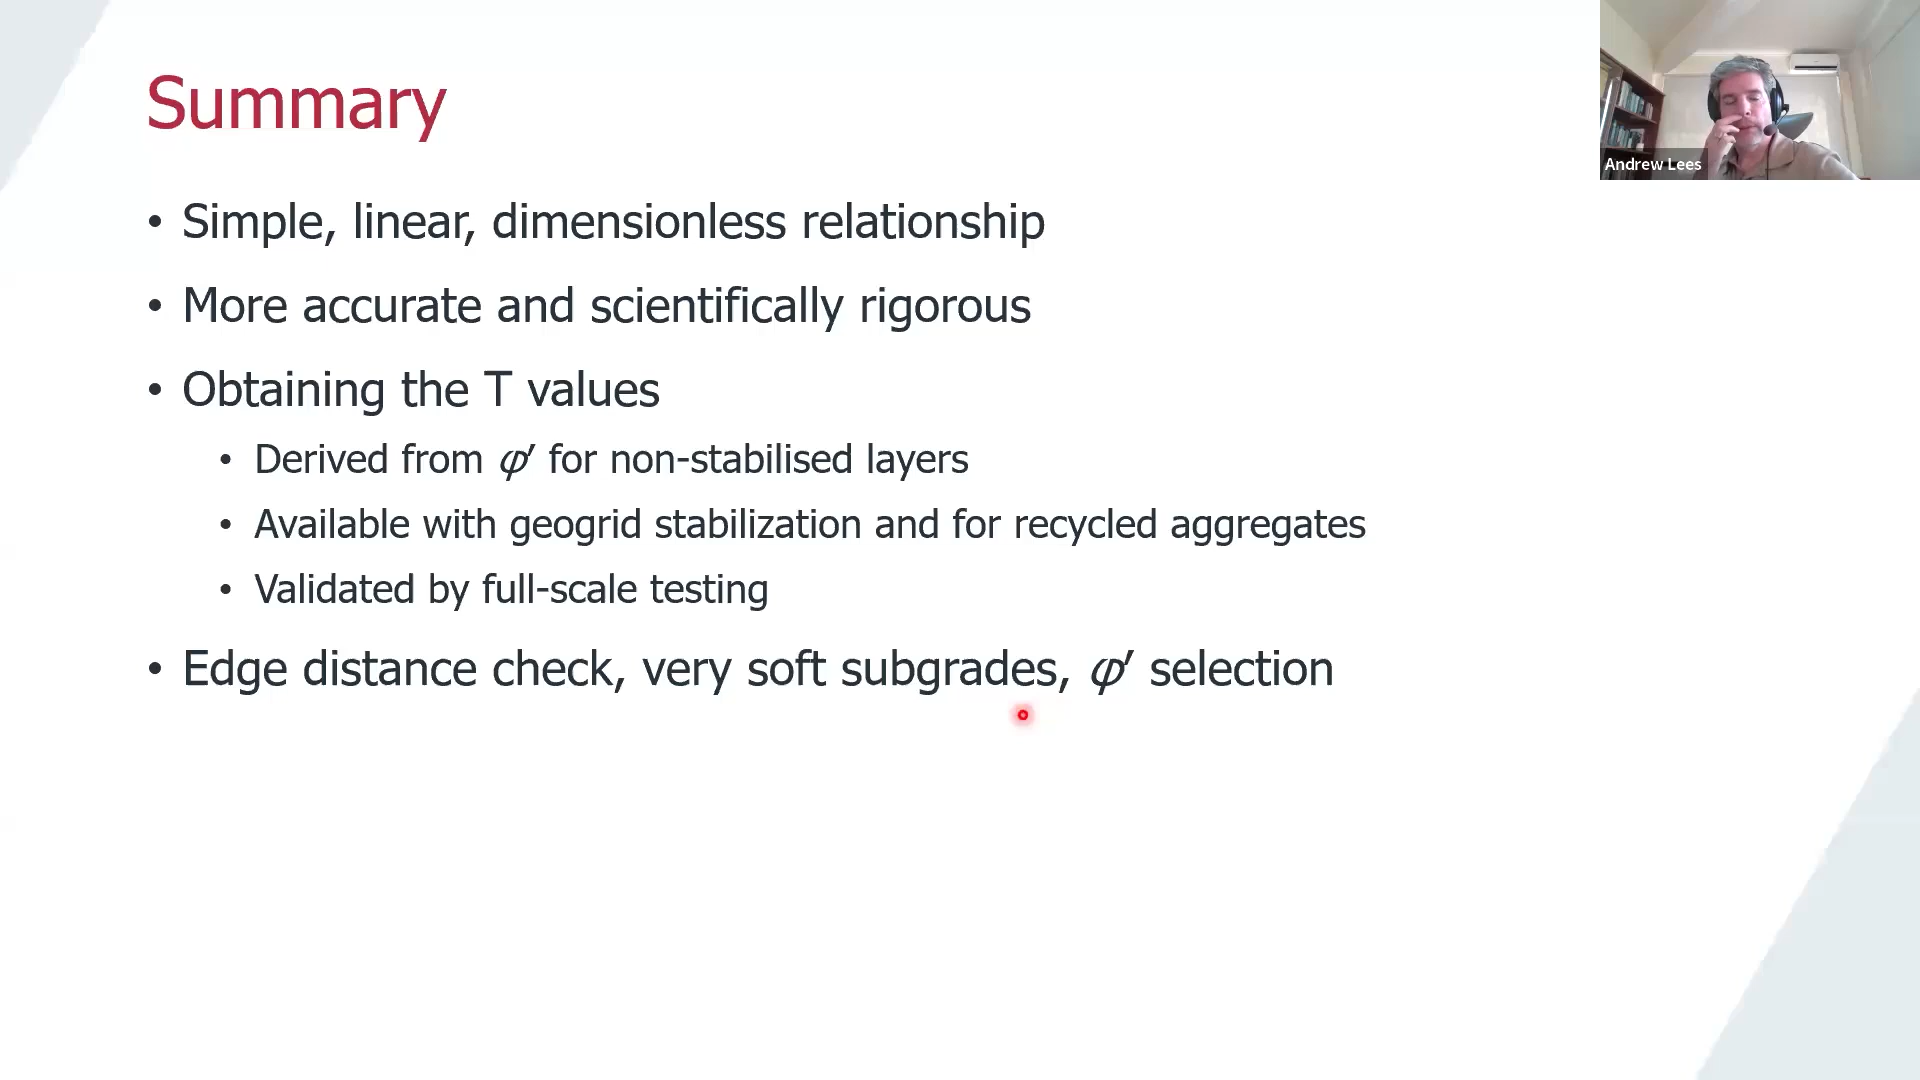 Summary
Andrew Lees
• Simple, linear, dimensionless relationship
• More accurate and scientifically rigorous
• Obtaining the T values
• Derived from φ′ for non-stabilised layers
• Available with geogrid stabilization and for recycled aggregates
• Validated by full-scale testing
• Edge distance check, very soft subgrades, φ′ selection